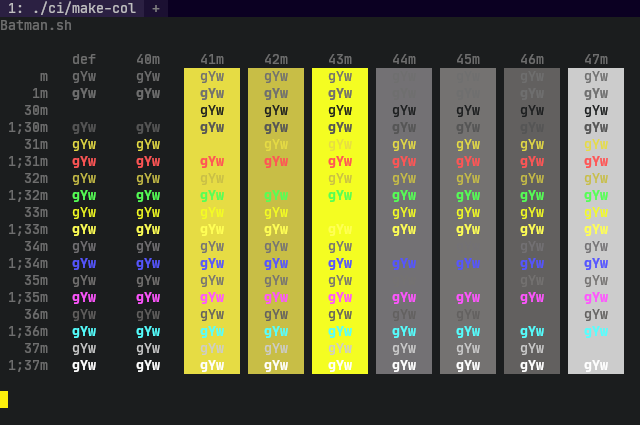 1: ./ci/make-col +
Batman.sh
def 40m 41m 42m 43m 44m 45m 46m 47m
m gYw gYw gYw gYw gYw gYw gYw gYw gYw
1m gYw gYw gYw gYw gYw gYw gYw gYw gYw
30m gYw gYw gYw gYw gYw gYw gYw
1;30m gYw gYw gYw gYw gYw gYw gYw gYw gYw
31m gYw gYw gYw gYw gYw gYw gYw gYw
1;31m gYw gYw gYw gYw gYw gYw gYw gYw gYw
32m gYw gYw gYw gYw gYw gYw gYw gYw
1;32m gYw gYw gYw gYw gYw gYw gYw gYw gYw
33m gYw gYw gYw gYw gYw gYw gYw gYw
1;33m gYw gYw gYw gYw gYw gYw gYw gYw gYw
34m gYw gYw gYw gYw gYw gYw gYw
1;34m gYw gYw gYw gYw gYw gYw gYw gYw gYw
35m gYw gYw gYw gYw gYw gYw gYw
1;35m gYw gYw gYw gYw gYw gYw gYw gYw gYw
36m gYw gYw gYw gYw gYw gYw gYw gYw
1;36m gYw gYw gYw gYw gYw gYw gYw gYw gYw
37m gYw gYw gYw gYw gYw gYw gYw gYw
1;37m gYw gYw gYw gYw gYw gYw gYw gYw gYw